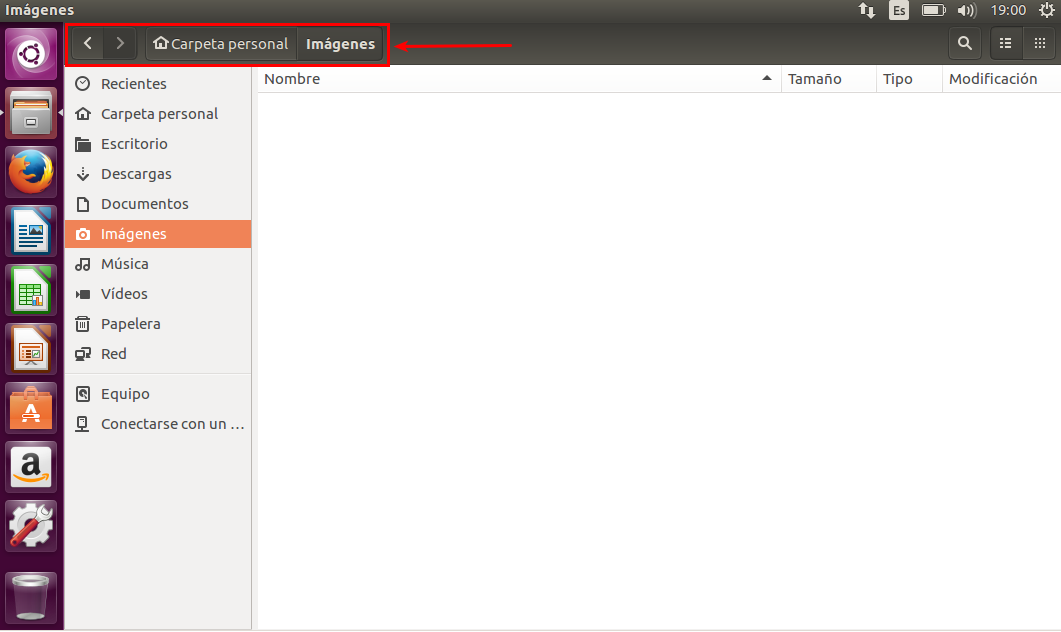 Imágenes
Es
19:00
Carpeta personal
Imágenes
Nombre
Tamaño
Tipo
Modificación
Recientes
Carpeta personal
Escritorio
Descargas
Documentos
Imágenes
Música
Vídeos
Papelera
Red
Equipo
Conectarse con un ...
A
a